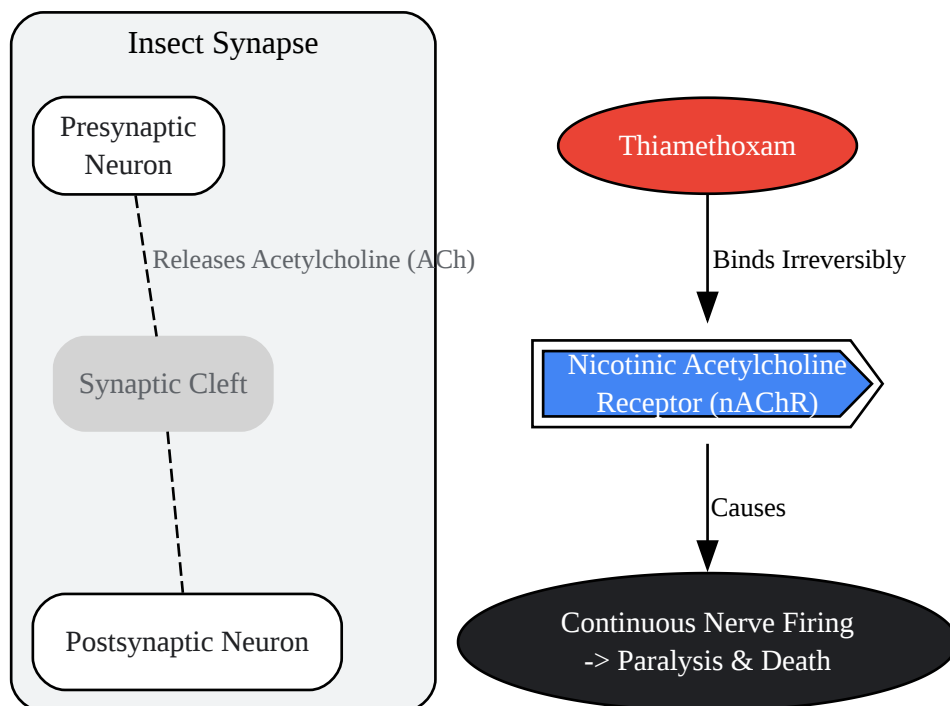 Insect Synapse
Presynaptic
Neuron
Releases Acetylcholine (ACh)
Synaptic Cleft
Postsynaptic Neuron
Thiamethoxam
Binds Irreversibly
Nicotinic Acetylcholine
Receptor (nAChR)
Causes
Continuous Nerve Firing
-> Paralysis & Death